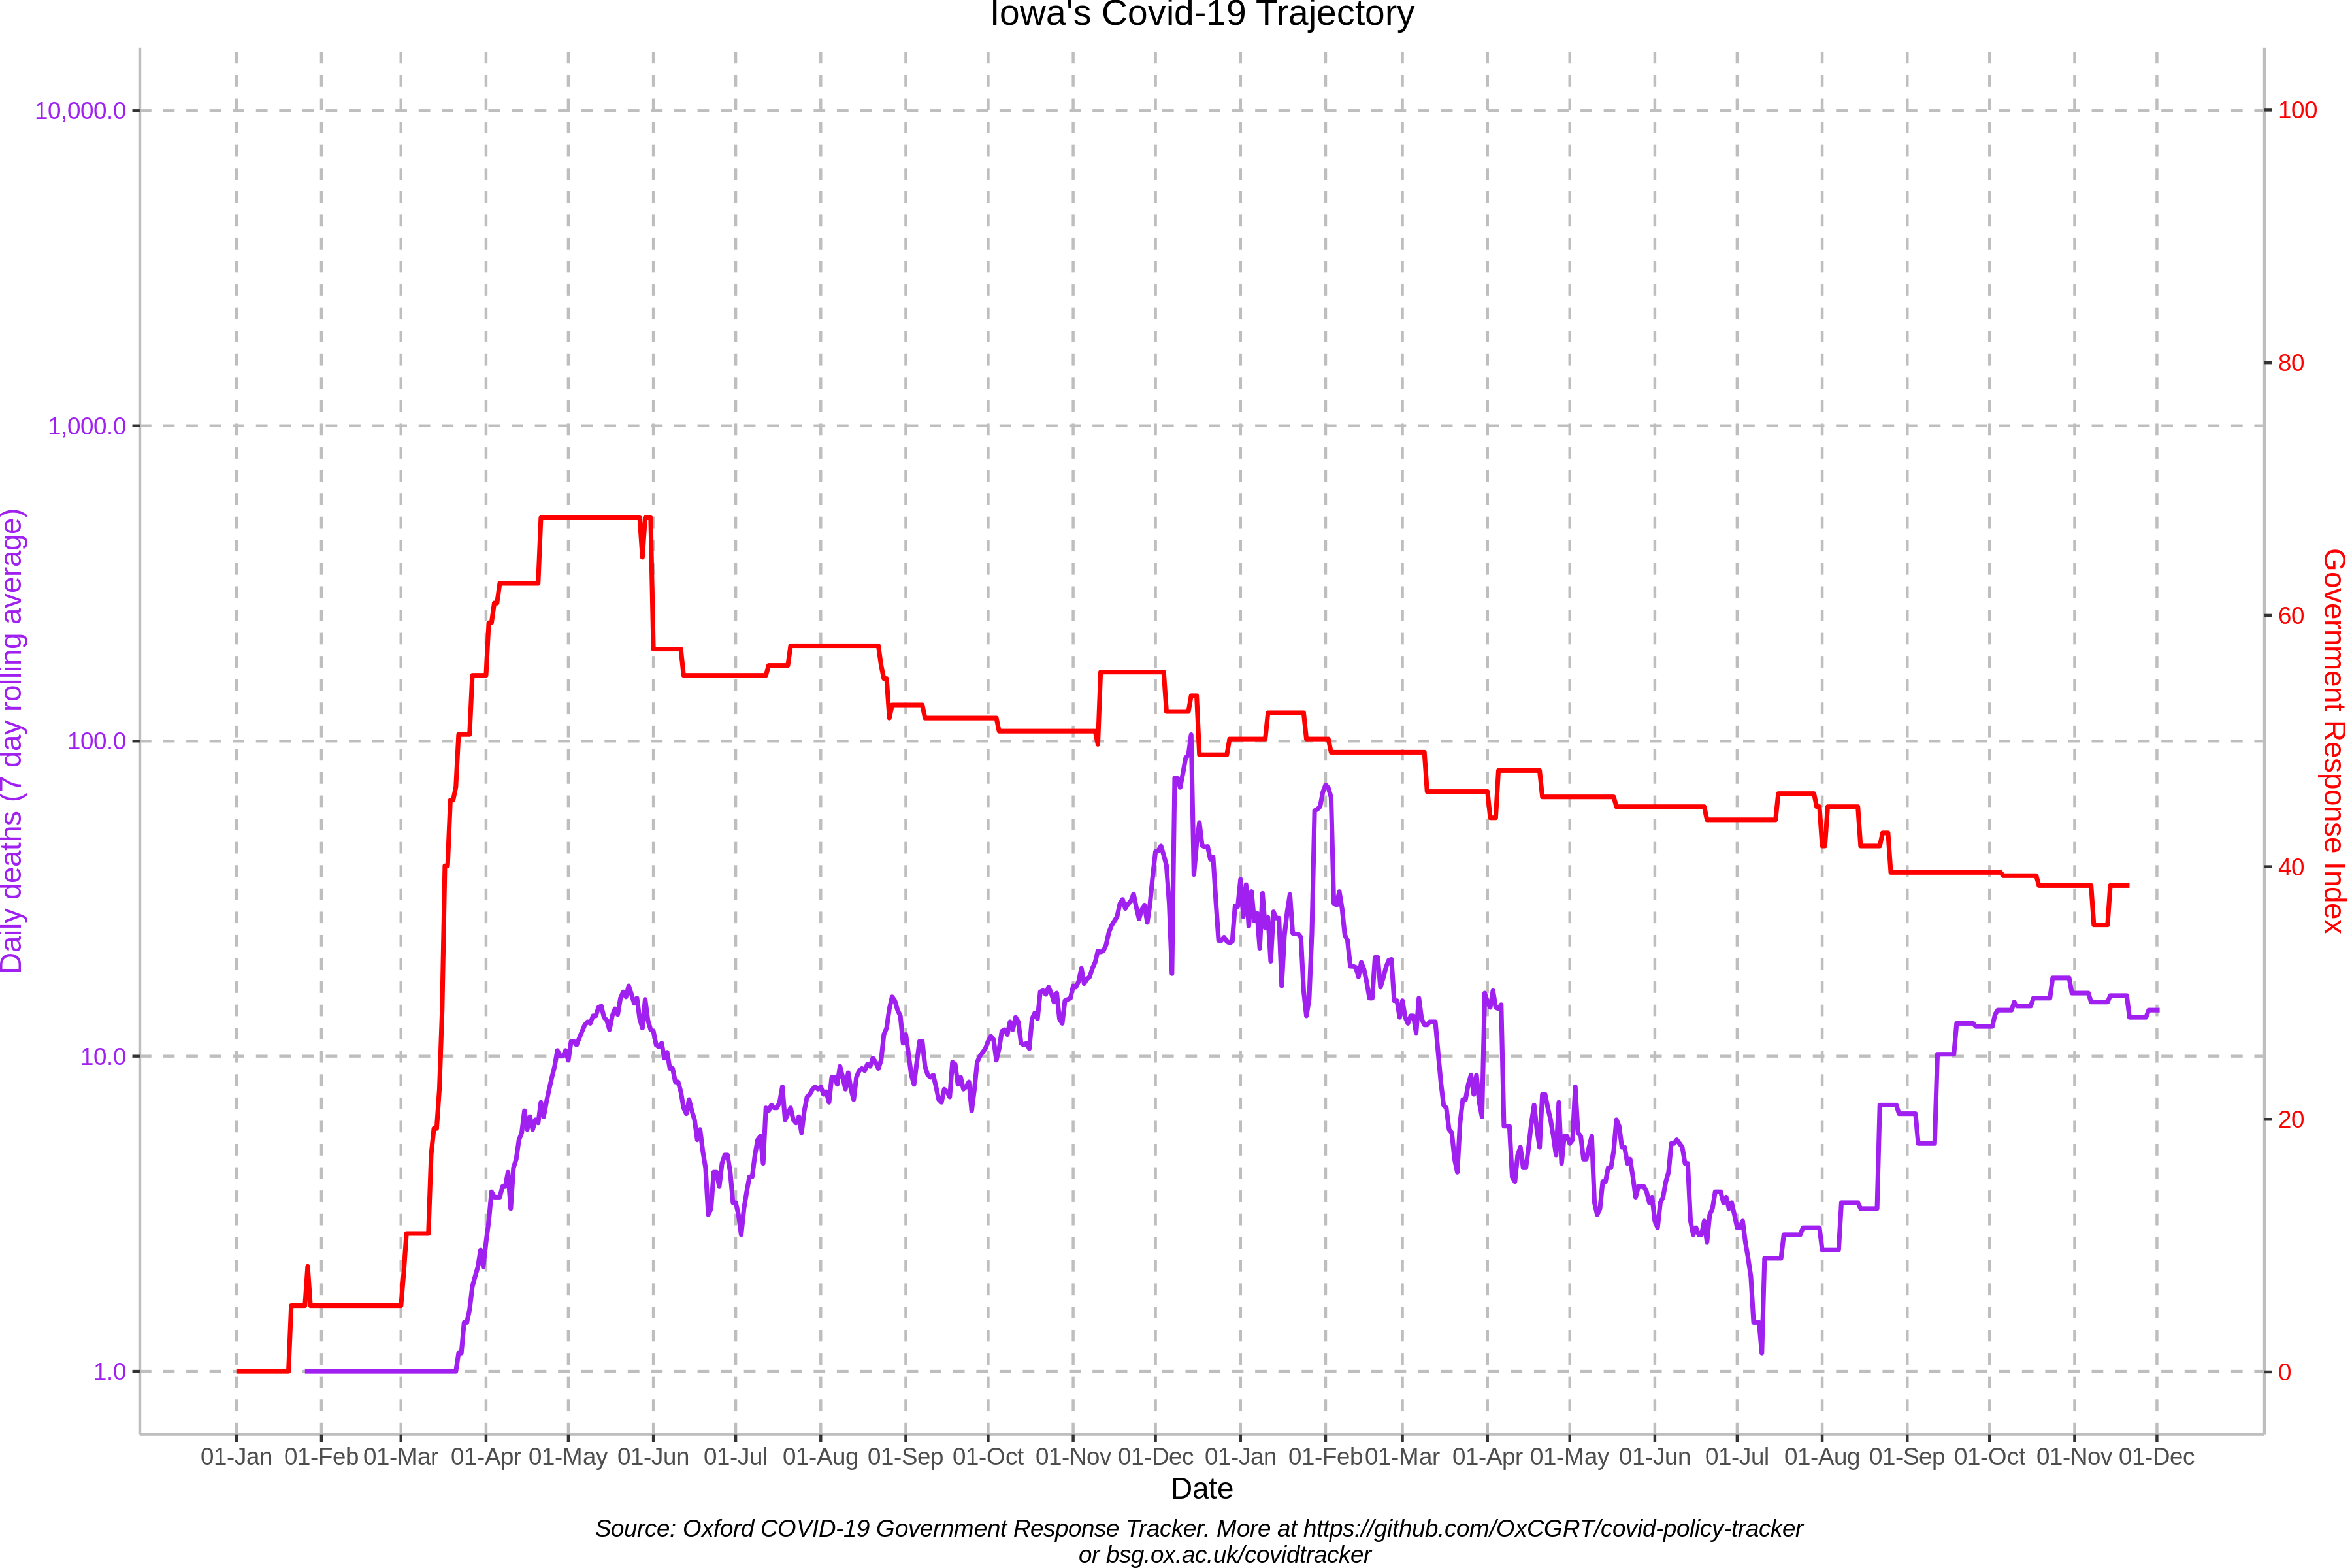 Iowa's Covid-19 Trajectory
10,000.0
1,000.0
100.0
10.0
1.0
Daily deaths (7 day rolling average)
100
80
60
40
20
0
Government Response Index
01-Jan 01-Feb 01-Mar 01-Apr 01-May 01-Jun 01-Jul 01-Aug 01-Sep 01-Oct 01-Nov 01-Dec 01-Jan 01-Feb 01-Mar 01-Apr 01-May 01-Jun 01-Jul 01-Aug 01-Sep 01-Oct 01-Nov 01-Dec
Date
Source: Oxford COVID-19 Government Response Tracker. More at https://github.com/OxCGRT/covid-policy-tracker
or bsg.ox.ac.uk/covidtracker